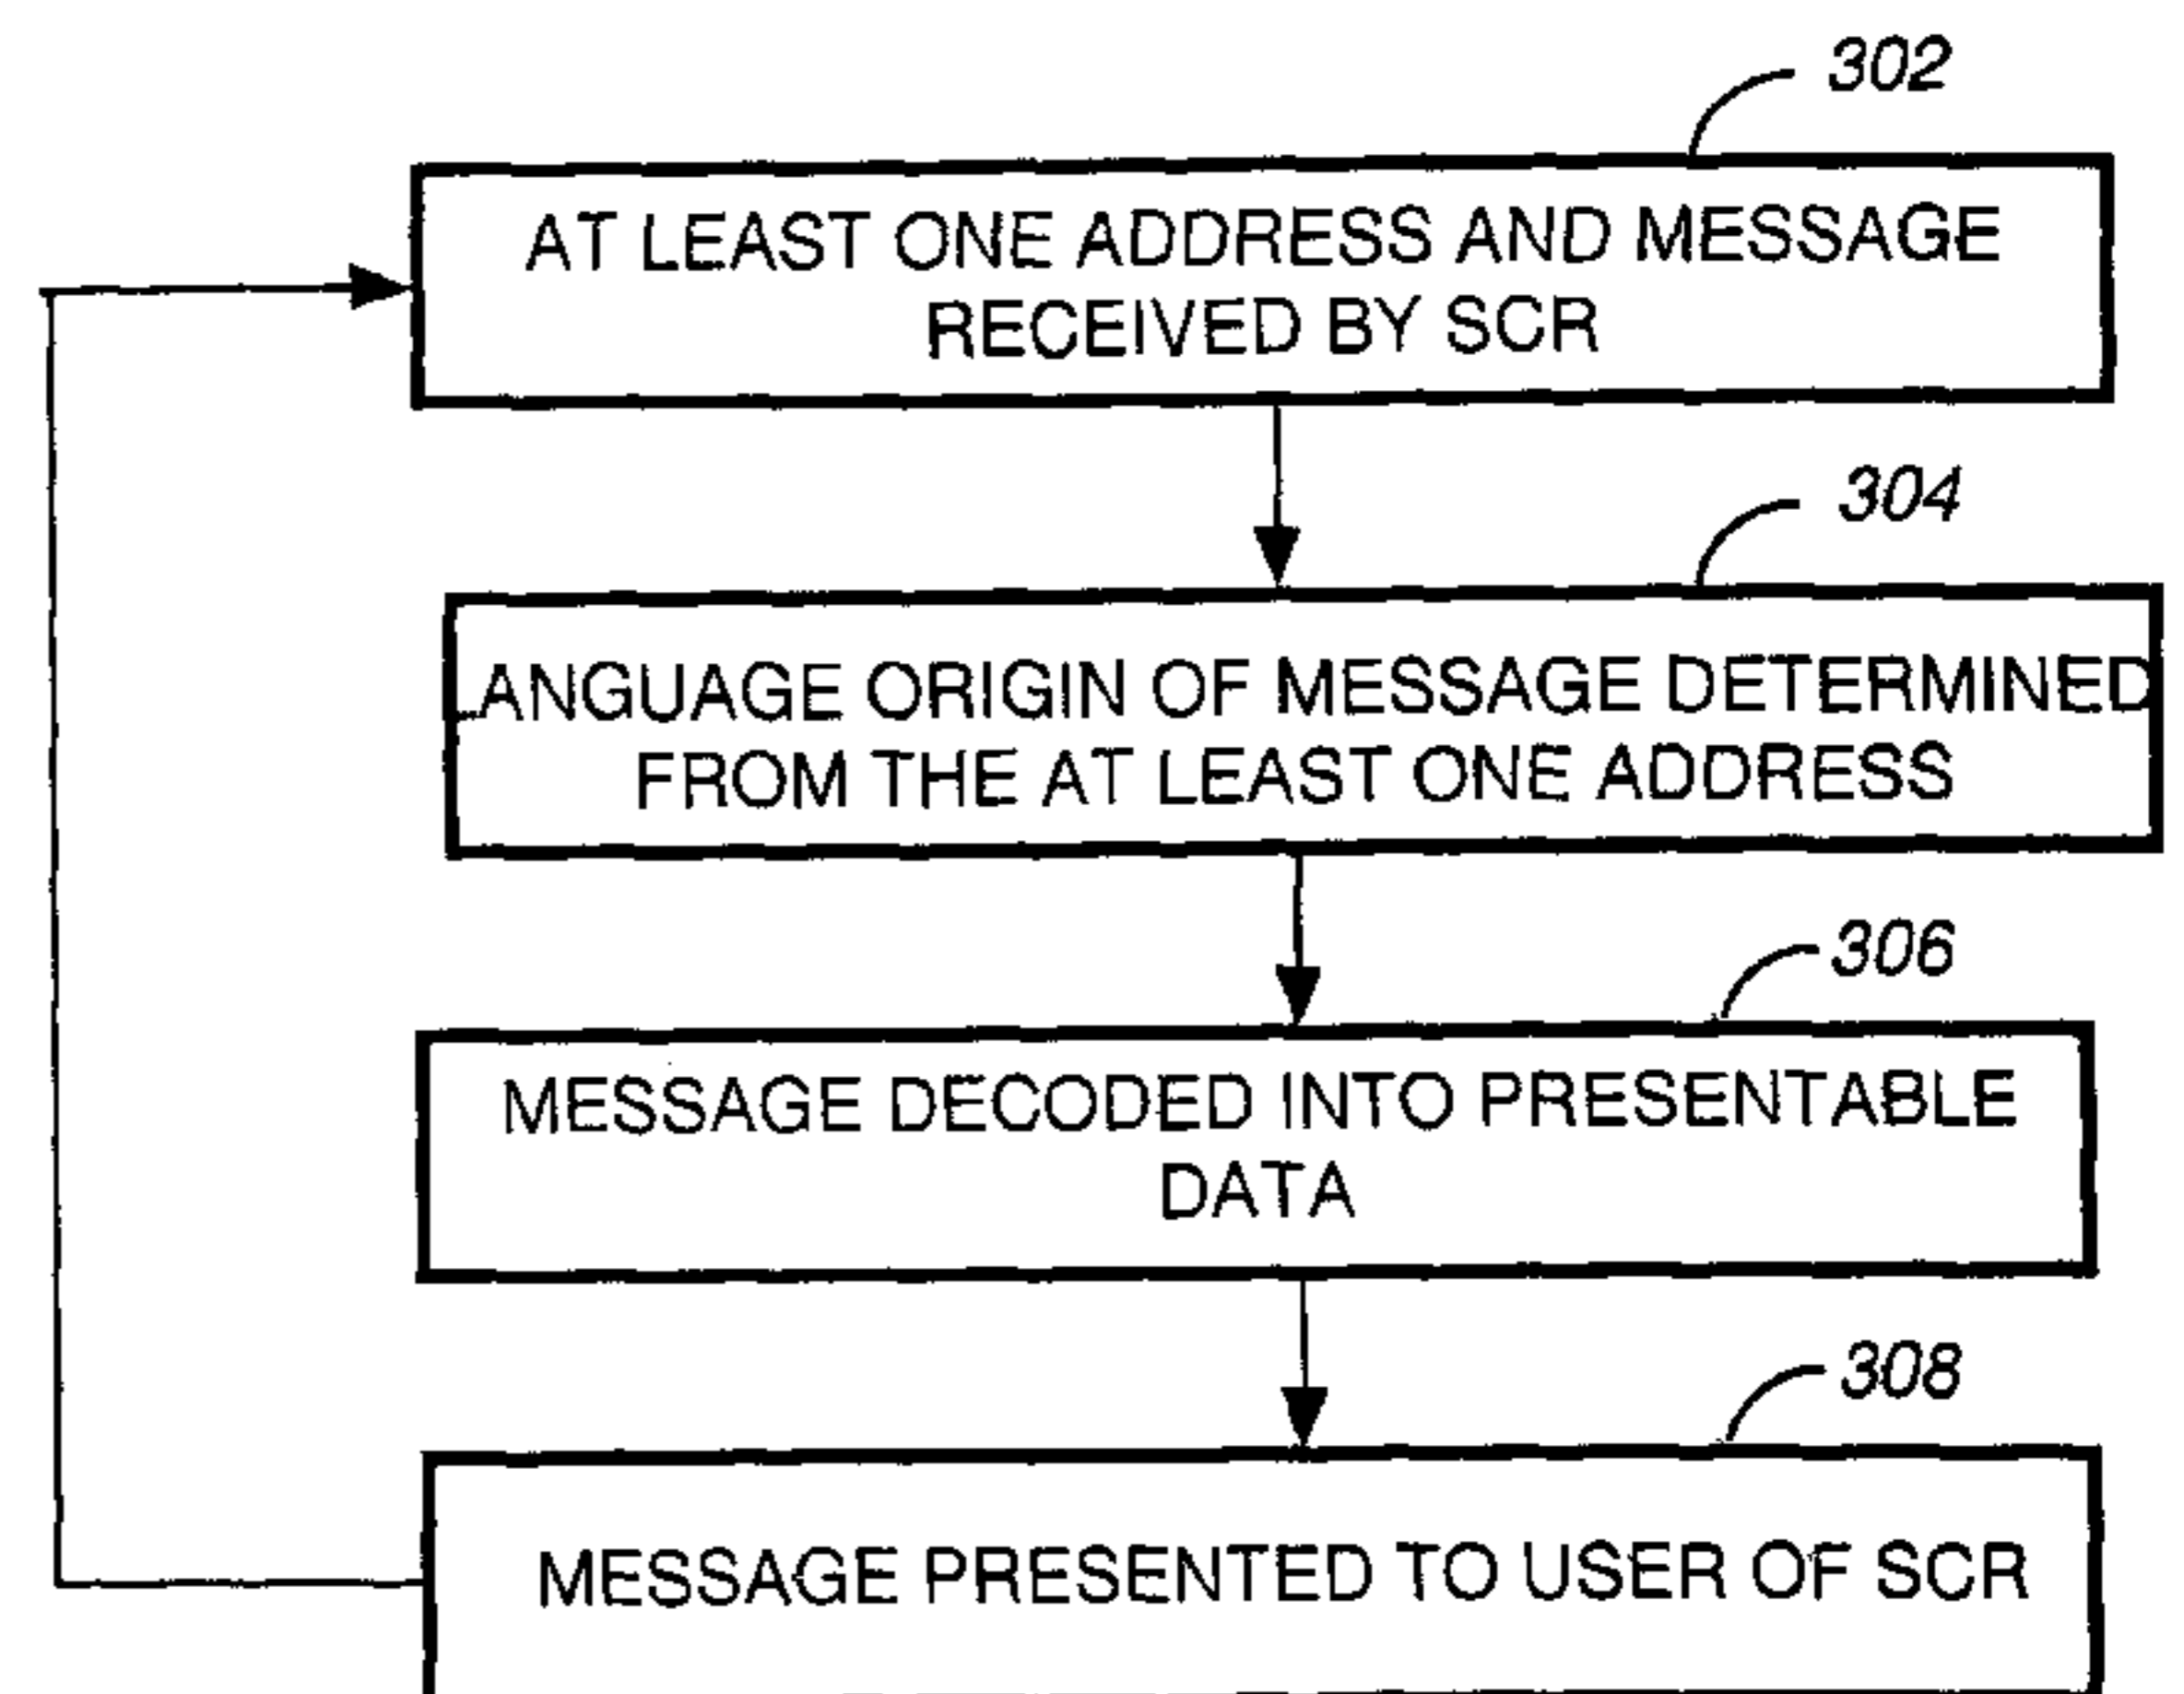 302
AT LEAST ONE ADDRESS AND MESSAGE
RECEIVED BY SCR
304
LANGUAGE ORIGIN OF MESSAGE DETERMINED
FROM THE AT LEAST ONE ADDRESS
306
MESSAGE DECODED INTO PRESENTABLE
DATA
308
MESSAGE PRESENTED TO USER OF SCR